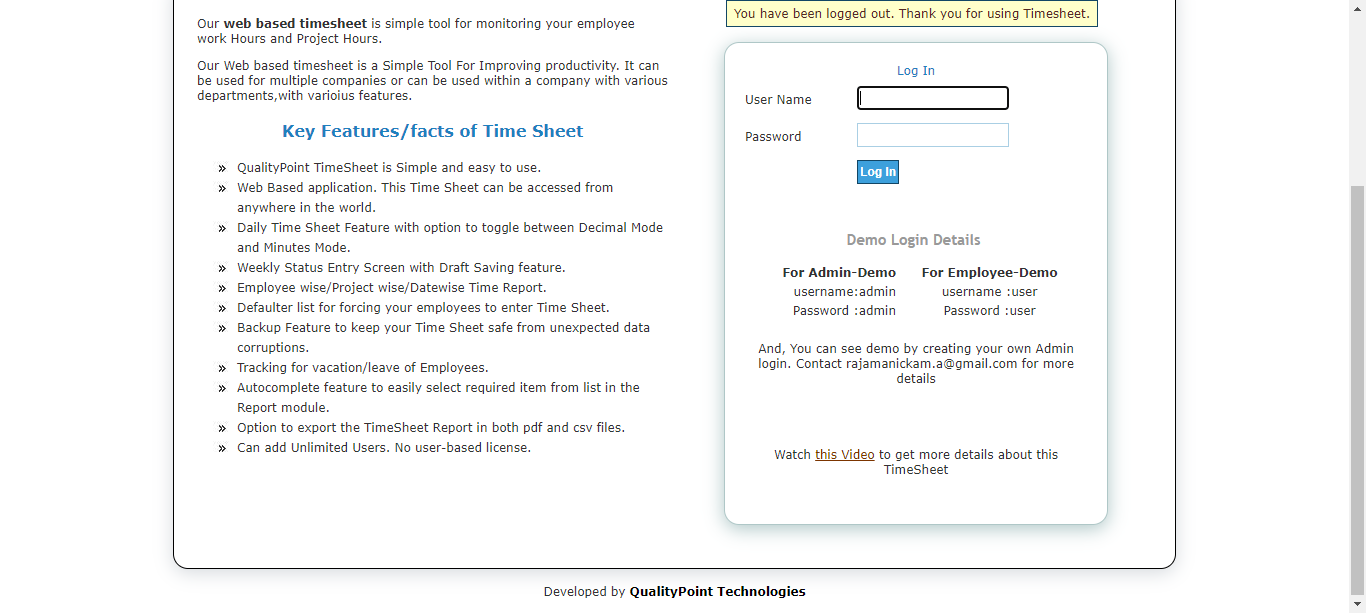 Our web based timesheet is simple tool for monitoring your employee
work Hours and Project Hours.
Our Web based timesheet is a Simple Tool For Improving productivity. It can
be used for multiple companies or can be used within a company with various
departments,with varioius features.
Key Features/facts of Time Sheet
» QualityPoint TimeSheet is Simple and easy to use.
» Web Based application. This Time Sheet can be accessed from
anywhere in the world.
» Daily Time Sheet Feature with option to toggle between Decimal Mode
and Minutes Mode.
» Weekly Status Entry Screen with Draft Saving feature.
» Employee wise/Project wise/Datewise Time Report.
» Defaulter list for forcing your employees to enter Time Sheet.
» Backup Feature to keep your Time Sheet safe from unexpected data
corruptions.
» Tracking for vacation/leave of Employees.
» Autocomplete feature to easily select required item from list in the
Report module.
» Option to export the TimeSheet Report in both pdf and csv files.
» Can add Unlimited Users. No user-based license.
You have been logged out. Thank you for using Timesheet.
Log In
User Name
Password
Log In
Demo Login Details
For Admin-Demo For Employee-Demo
username:admin username :user
Password :admin Password :user
And, You can see demo by creating your own Admin
login. Contact rajamanickam.a@gmail.com for more
details
Watch this Video to get more details about this
TimeSheet
Developed by QualityPoint Technologies